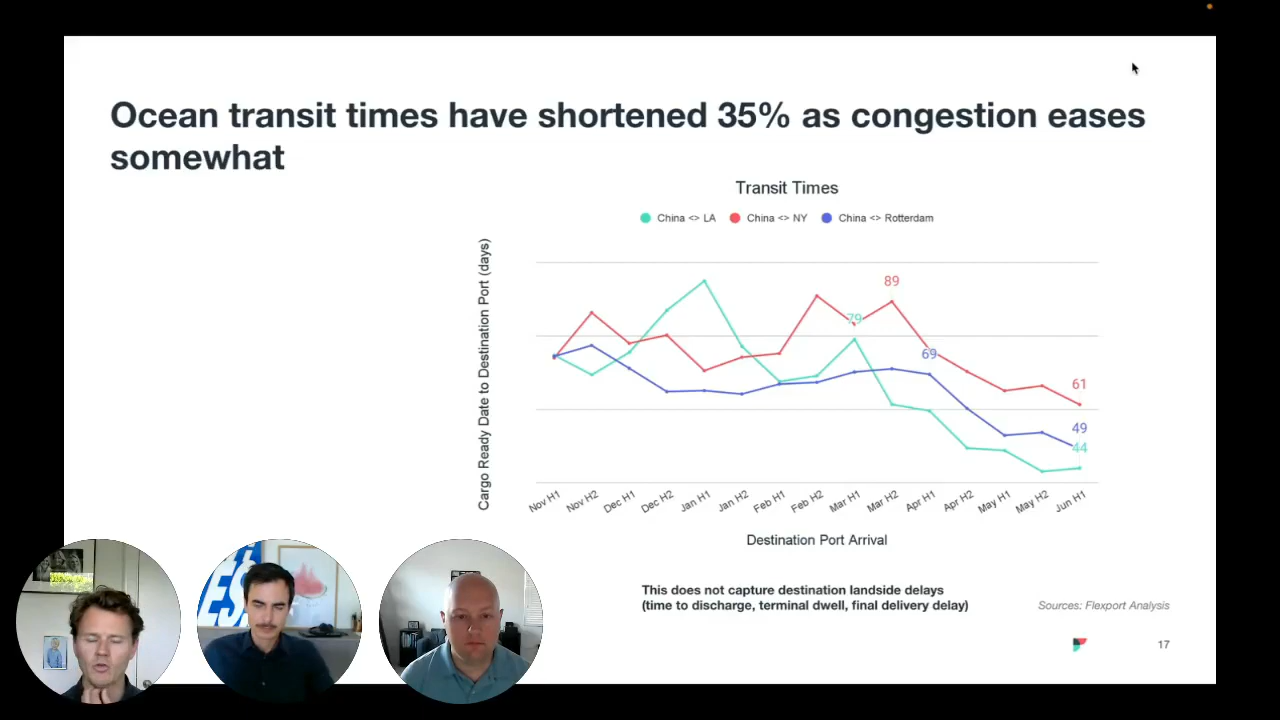 Ocean transit times have shortened 35% as congestion eases
somewhat
Transit Times
China <> LA
China <> NY
China <> Rotterdam
Cargo Ready Date to Destination Port (days)
89
79
69
61
49
44
Nov H1
Nov H2
Dec H1
Dec H2
Jan H1
Jan H2
Feb H1
Feb H2
Mar H1
Mar H2
Apr H1
Apr H2
May H1
May H2
Jun H1
Destination Port Arrival
This does not capture destination landside delays
(time to discharge, terminal dwell, final delivery delay)
Sources: Flexport Analysis
17